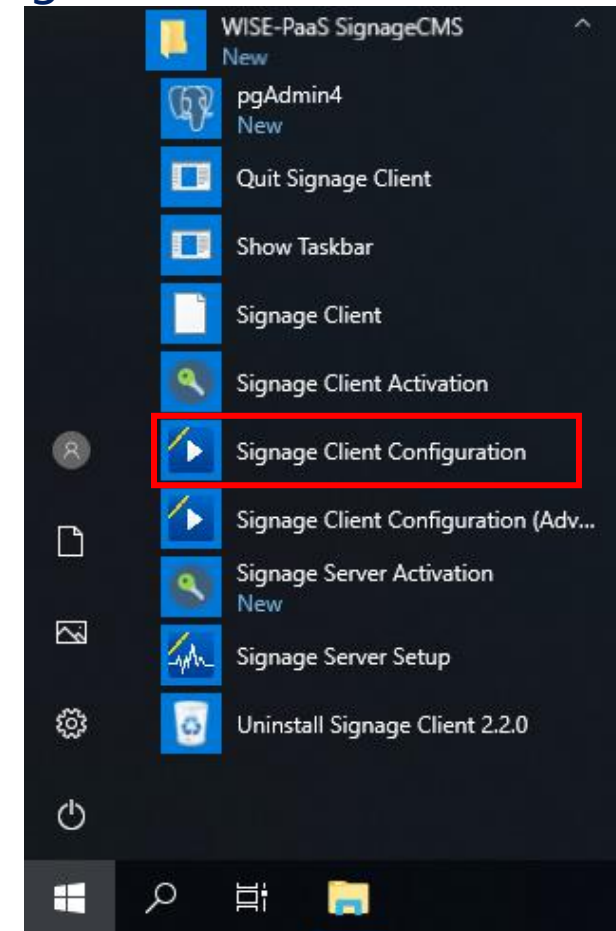 WISE-PaaS SignageCMS
New
pgAdmin4
New
Quit Signage Client
Show Taskbar
Signage Client
Signage Client Activation
Signage Client Configuration
Signage Client Configuration (Adv...
Signage Server Activation
New
Signage Server Setup
Uninstall Signage Client 2.2.0